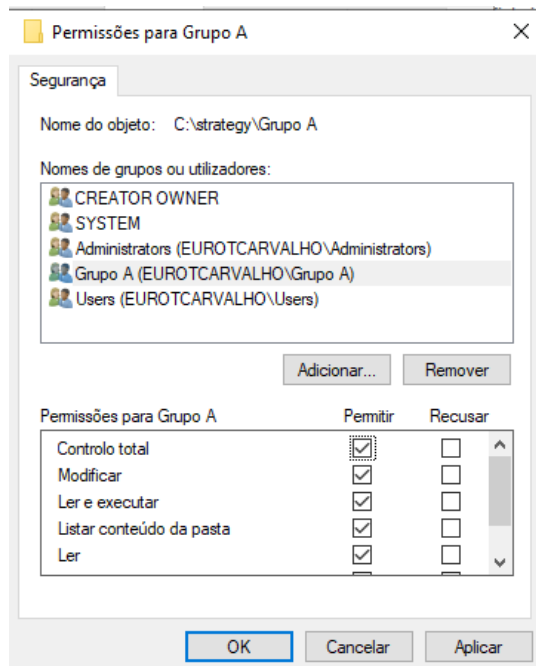 Permissões para Grupo A
Segurança
Nome do objeto: C:\strategy\Grupo A
Nomes de grupos ou utilizadores:
CREATOR OWNER
SYSTEM
Administrators (EUROTCARVALHO\Administrators)
Grupo A (EUROTCARVALHO\Grupo A)
Users (EUROTCARVALHO\Users)
Adicionar... Remover
Permissões para Grupo A Permitir Recusar
Controlo total
Modificar
Ler e executar
Listar conteúdo da pasta
Ler
OK Cancelar Aplicar